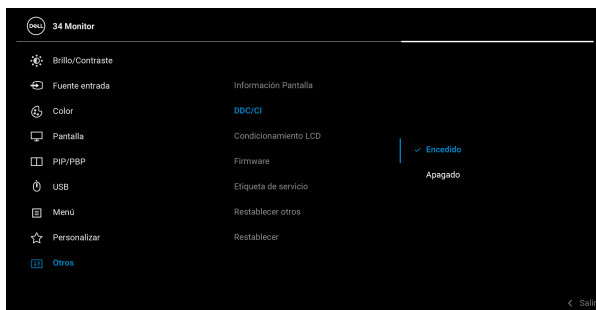 DELL 34 Monitor
Brillo/Contraste
Fuente entrada
Color
Pantalla
PIP/PBP
USB
Menú
Personalizar
Otros
Información Pantalla
DDC/CI
Condicionamiento LCD
Firmware
Etiqueta de servicio
Restablecer otros
Restablecer
Encedido
Apagado
Salir